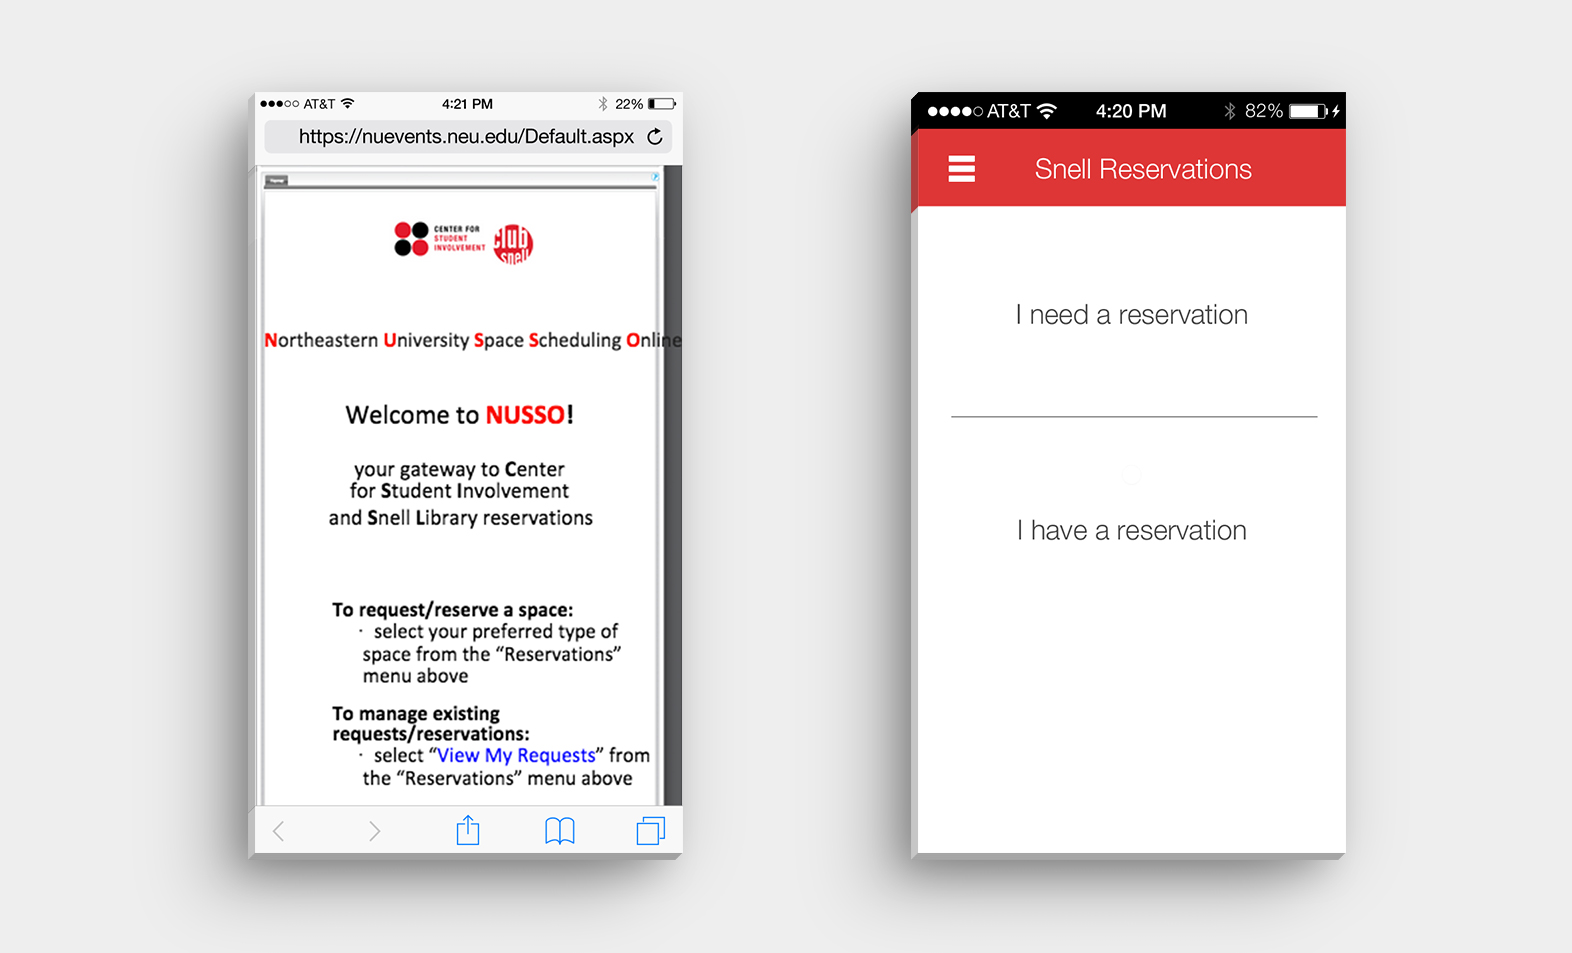 AT&T 4:21 PM 22%
https://nuevents.neu.edu/Default.aspx
CENTER FOR
STUDENT
INVOLVEMENT
club
snell
Northeastern University Space Scheduling Online
Welcome to NUSSO!
your gateway to Center
for Student Involvement
and Snell Library reservations
To request/reserve a space:
· select your preferred type of
space from the “Reservations”
menu above
To manage existing
requests/reservations:
· select “View My Requests” from
the “Reservations” menu above
AT&T 4:20 PM 82%
Snell Reservations
I need a reservation
I have a reservation